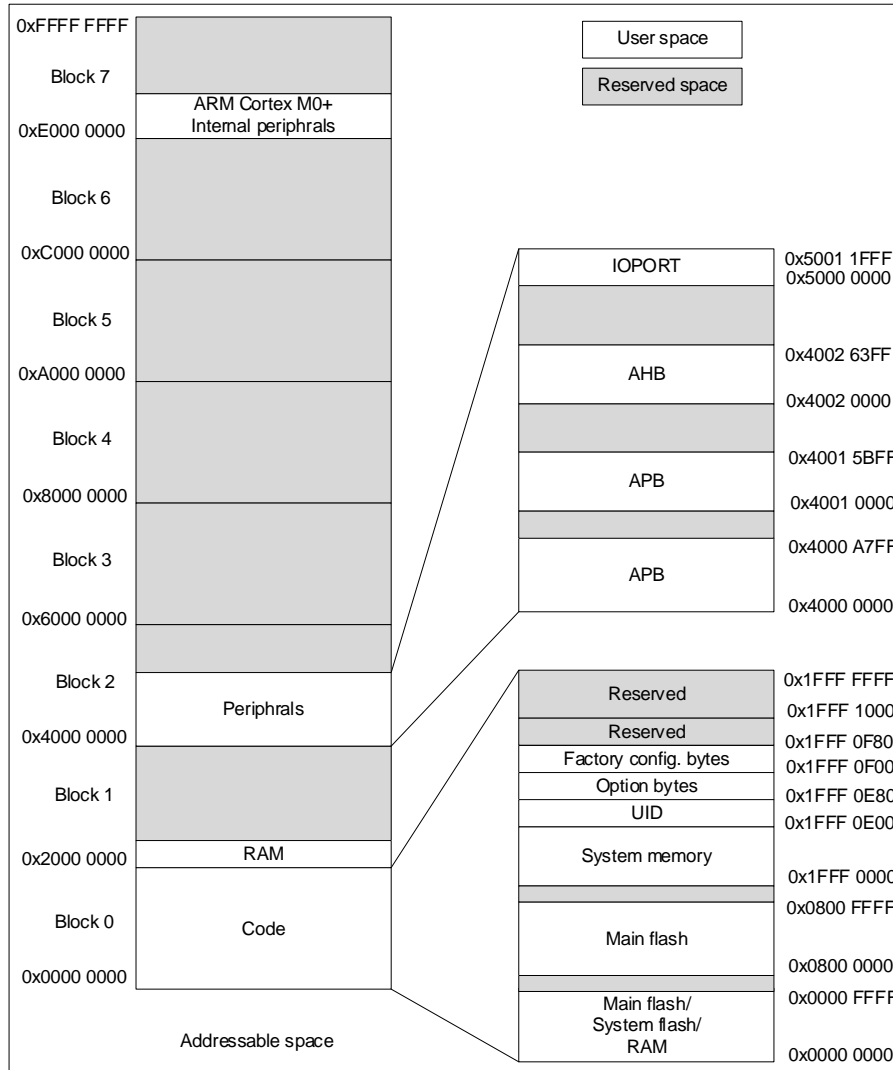 0xFFFF FFFF
Block 7
ARM Cortex M0+
Internal periphrals
0xE000 0000
Block 6
0xC000 0000
Block 5
0xA000 0000
Block 4
0x8000 0000
Block 3
0x6000 0000
Block 2
Periphrals
0x4000 0000
Block 1
0x2000 0000
RAM
Block 0
Code
0x0000 0000
Addressable space
User space
Reserved space
IOPORT
0x5001 1FFF
0x5000 0000
0x4002 63FF
AHB
0x4002 0000
0x4001 5BFF
APB
0x4001 0000
0x4000 A7FF
APB
0x4000 0000
0x1FFF FFFF
Reserved
0x1FFF 1000
Reserved
0x1FFF 0F80
Factory config. bytes
0x1FFF 0F00
Option bytes
0x1FFF 0E80
UID
0x1FFF 0E00
System memory
0x1FFF 0000
0x0800 FFFF
Main flash
0x0800 0000
0x0000 FFFF
Main flash/
System flash/
RAM
0x0000 0000